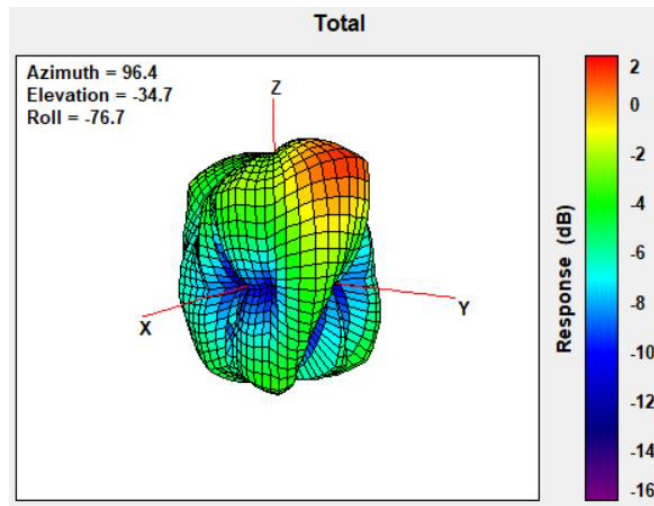 Total
Azimuth = 96.4
Elevation = -34.7
Roll = -76.7
Z
X
Y
2
0
-2
-4
-6
-8
-10
-12
-14
-16
Response (dB)